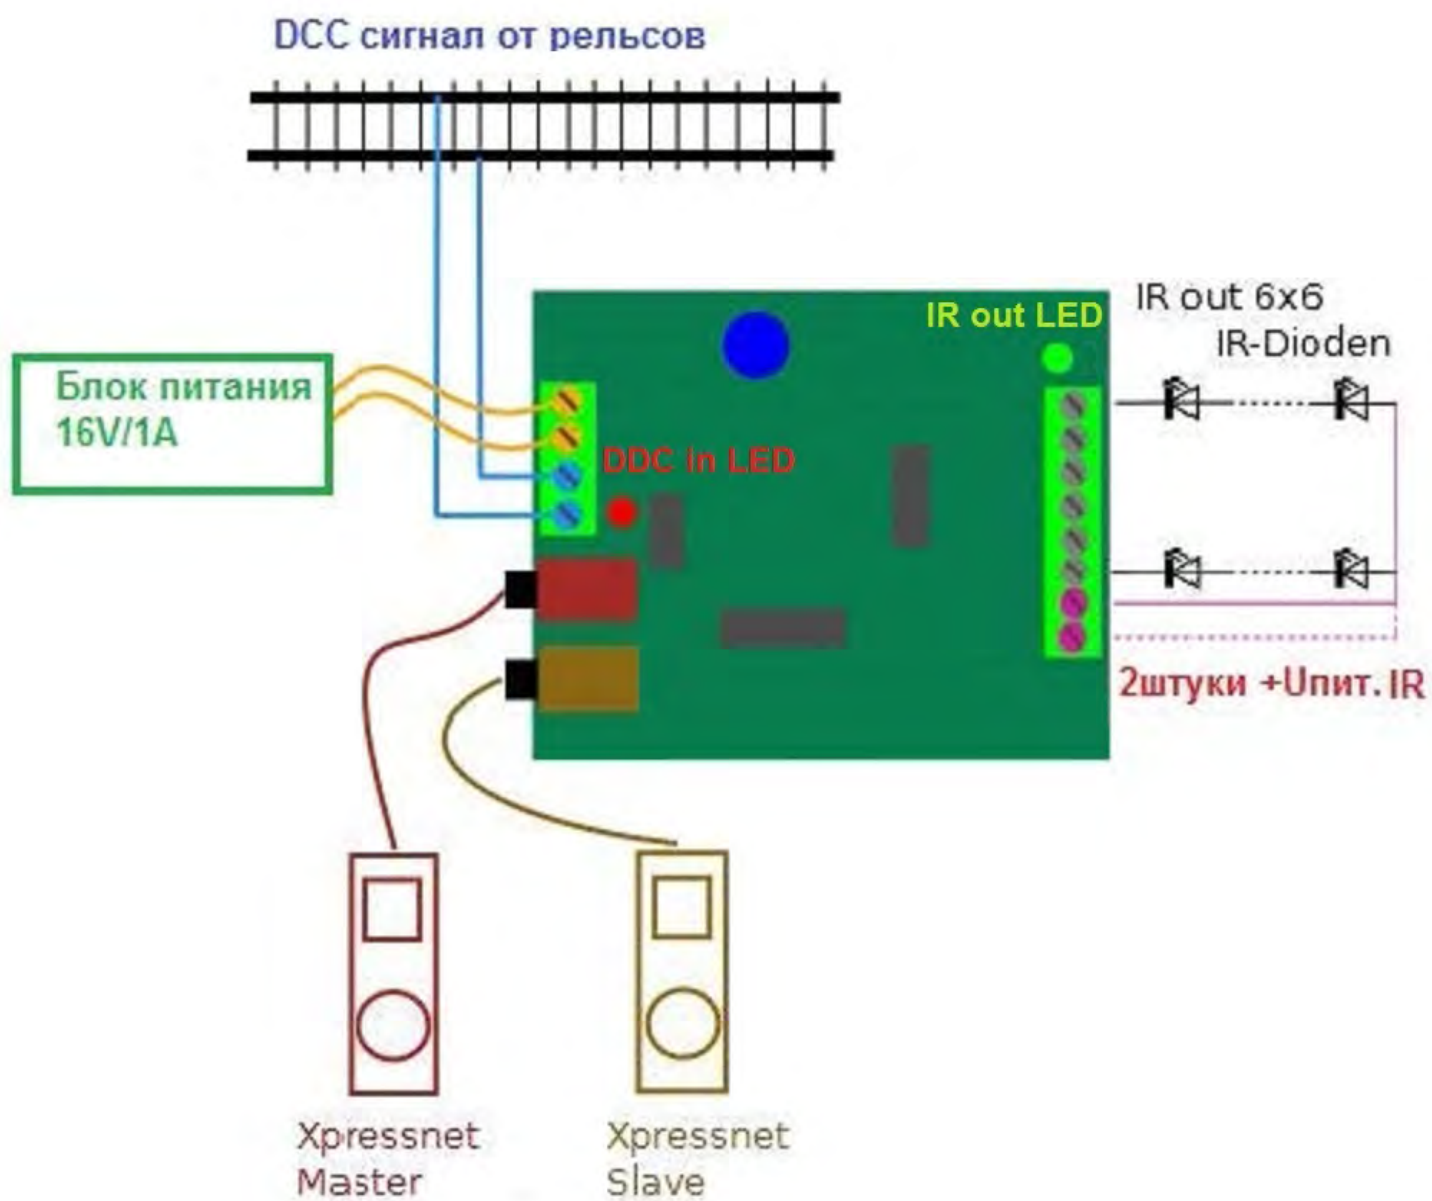 DCC сигнал от рельсов
IR out LED
IR out 6x6
IR-Dioden
Блок питания
16V/1A
DDC in LED
2штуки +Uпит. IR
Xpressnet
Master
Xpressnet
Slave